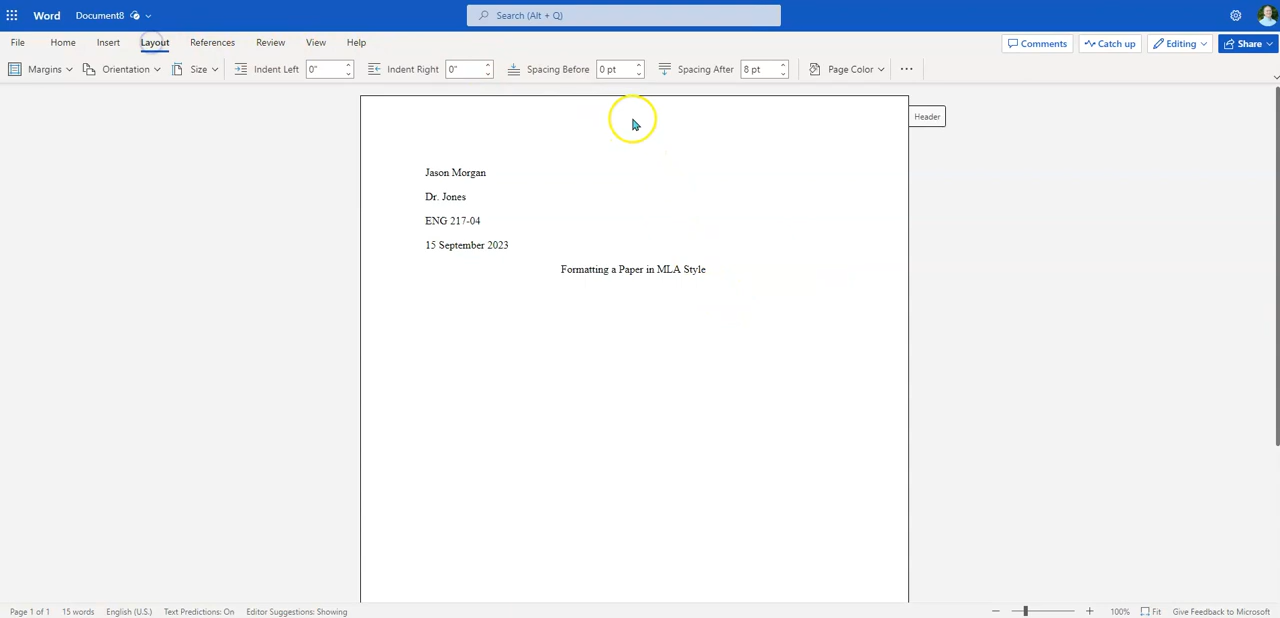 Word Document8 Search (Alt + Q)
File Home Insert Layout References Review View Help Comments Catch up Editing Share
Margins Orientation Size Indent Left 0" Indent Right 0" Spacing Before 0 pt Spacing After 8 pt Page Color
Header
Jason Morgan
Dr. Jones
ENG 217-04
15 September 2023
Formatting a Paper in MLA Style
Page 1 of 1 15 words English (U.S.) Text Predictions: On Editor Suggestions: Showing 100% Fit Give Feedback to Microsoft